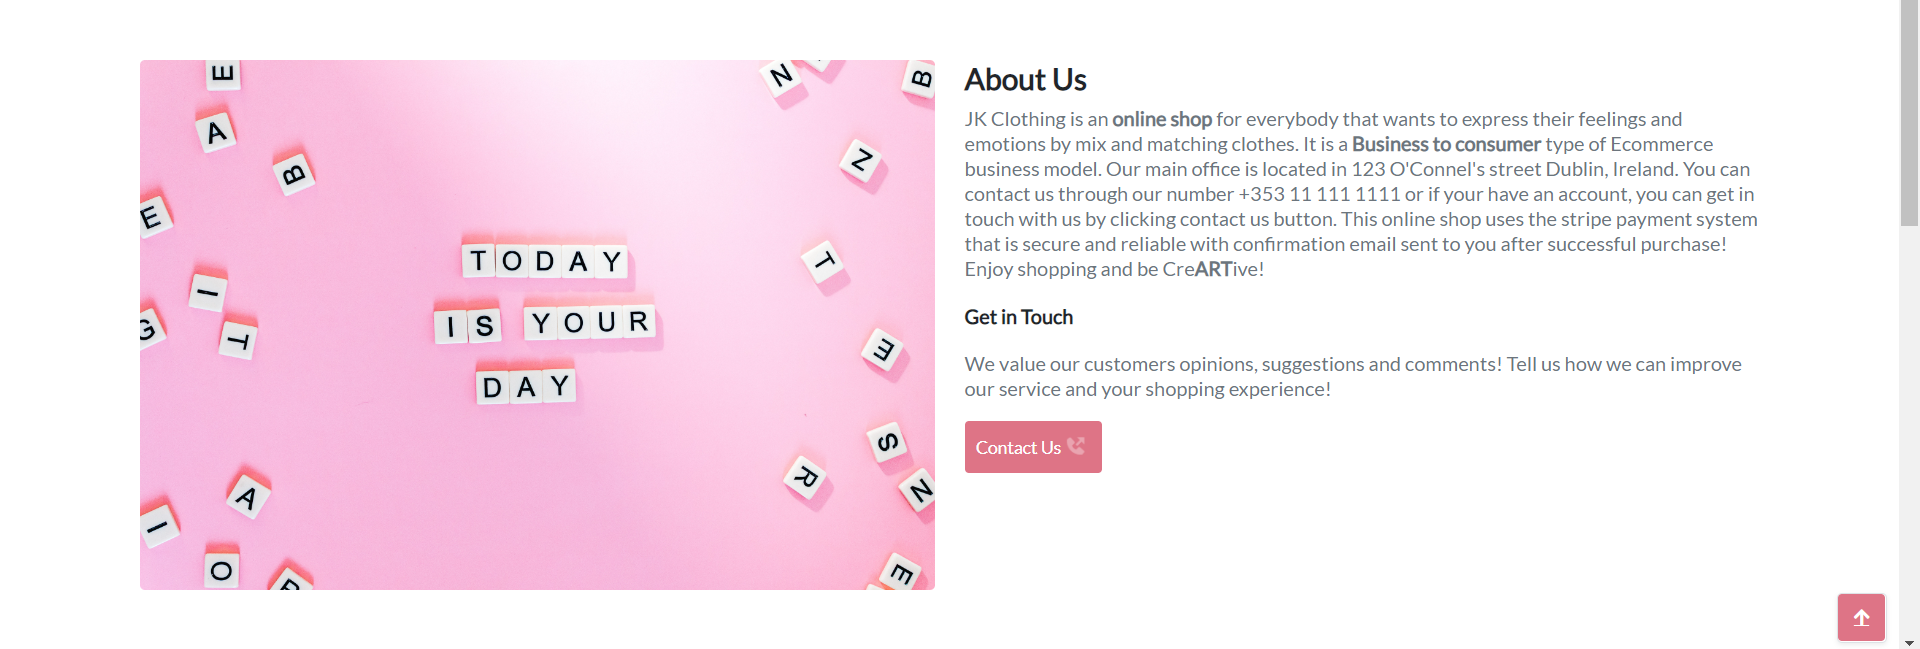 E
A
B
E
I
G
T
A
I
O
N
B
N
T
E
S
R
N
E
TODAY
IS YOUR
DAY
About Us
JK Clothing is an online shop for everybody that wants to express their feelings and
emotions by mix and matching clothes. It is a Business to consumer type of Ecommerce
business model. Our main office is located in 123 O'Connel's street Dublin, Ireland. You can
contact us through our number +353 11 111 1111 or if your have an account, you can get in
touch with us by clicking contact us button. This online shop uses the stripe payment system
that is secure and reliable with confirmation email sent to you after successful purchase!
Enjoy shopping and be CreARTive!
Get in Touch
We value our customers opinions, suggestions and comments! Tell us how we can improve
our service and your shopping experience!
Contact Us